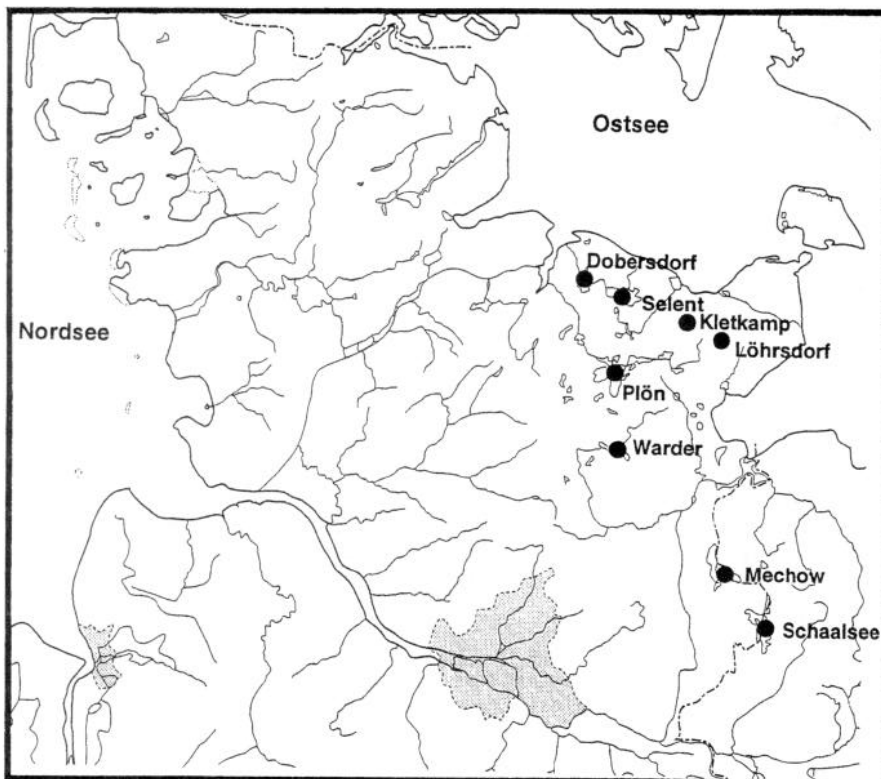 Ostsee
Dobersdorf
Selent
Kletkamp
Nordsee
Löhrsdorf
Plön
Warder
Mechow
Schaalsee